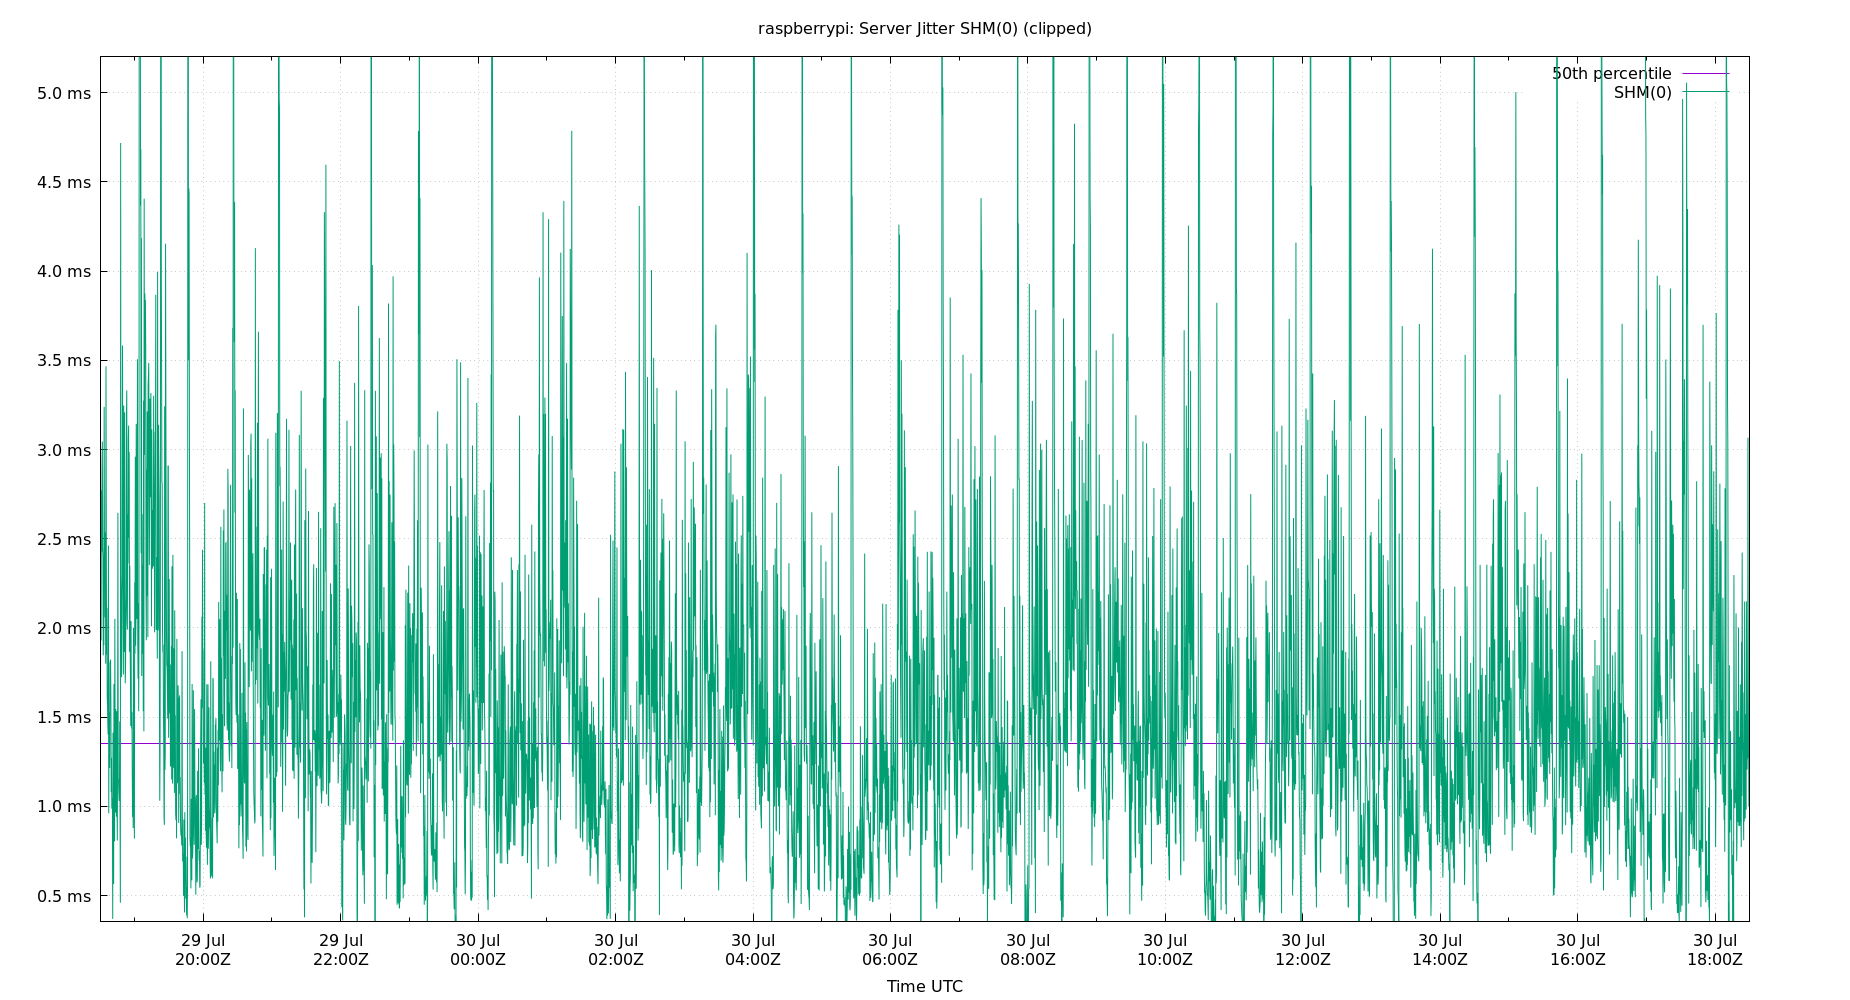 raspberrypi: Server Jitter SHM(0) (clipped)
50th percentile
SHM(0)
5.0 ms
4.5 ms
4.0 ms
3.5 ms
3.0 ms
2.5 ms
2.0 ms
1.5 ms
1.0 ms
0.5 ms
29 Jul 29 Jul 30 Jul 30 Jul 30 Jul 30 Jul 30 Jul 30 Jul 30 Jul 30 Jul 30 Jul 30 Jul
20:00Z 22:00Z 00:00Z 02:00Z 04:00Z 06:00Z 08:00Z 10:00Z 12:00Z 14:00Z 16:00Z 18:00Z
Time UTC